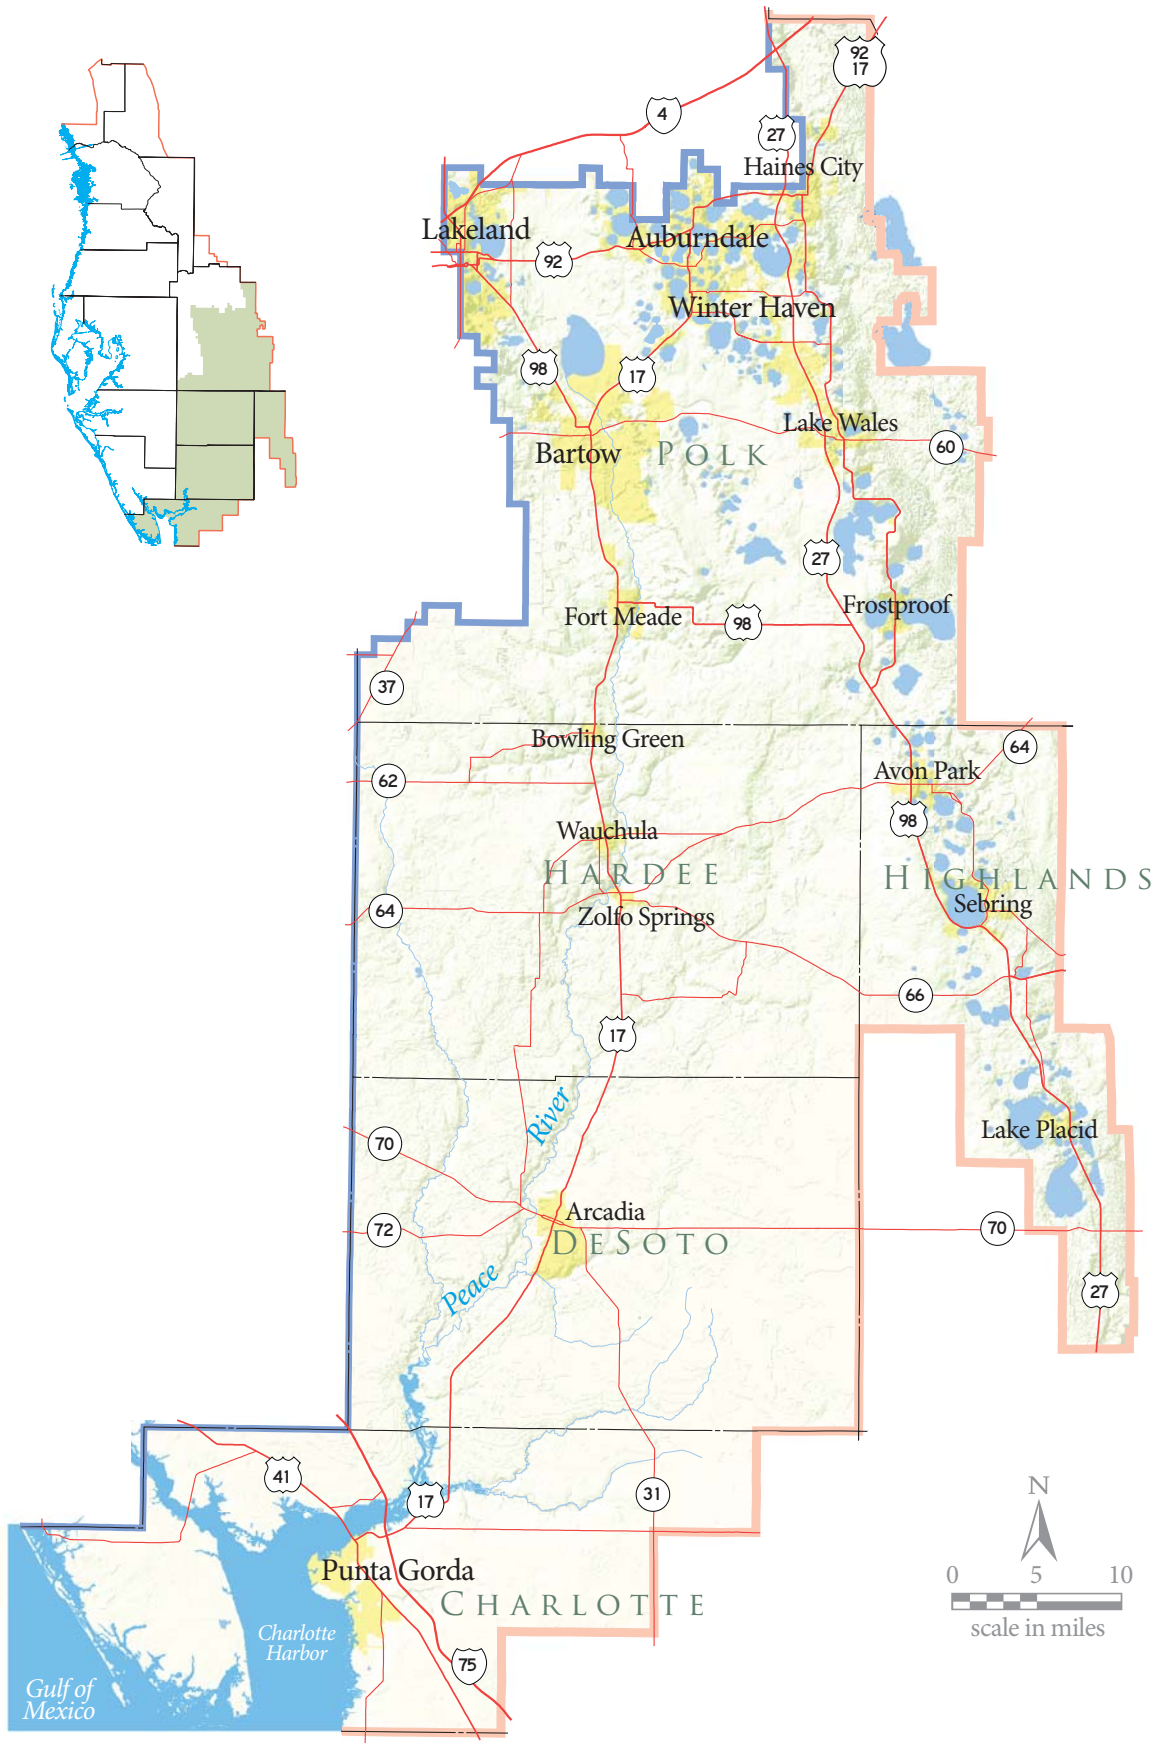 92
17
4
27
Haines City
Lakeland
Auburndale
92
Winter Haven
98
17
Lake Wales
60
Bartow
POLK
27
Frostproof
Fort Meade
98
37
Bowling Green
64
Avon Park
62
98
Wauchula
HARDEE
HIGHLANDS
Sebring
64
Zolfo Springs
66
17
River
70
Lake Placid
Arcadia
72
DESOTO
70
Peace
27
41
17
31
N
Punta Gorda
0 5 10
CHARLOTTE
scale in miles
Charlotte
Harbor
75
Gulf of
Mexico